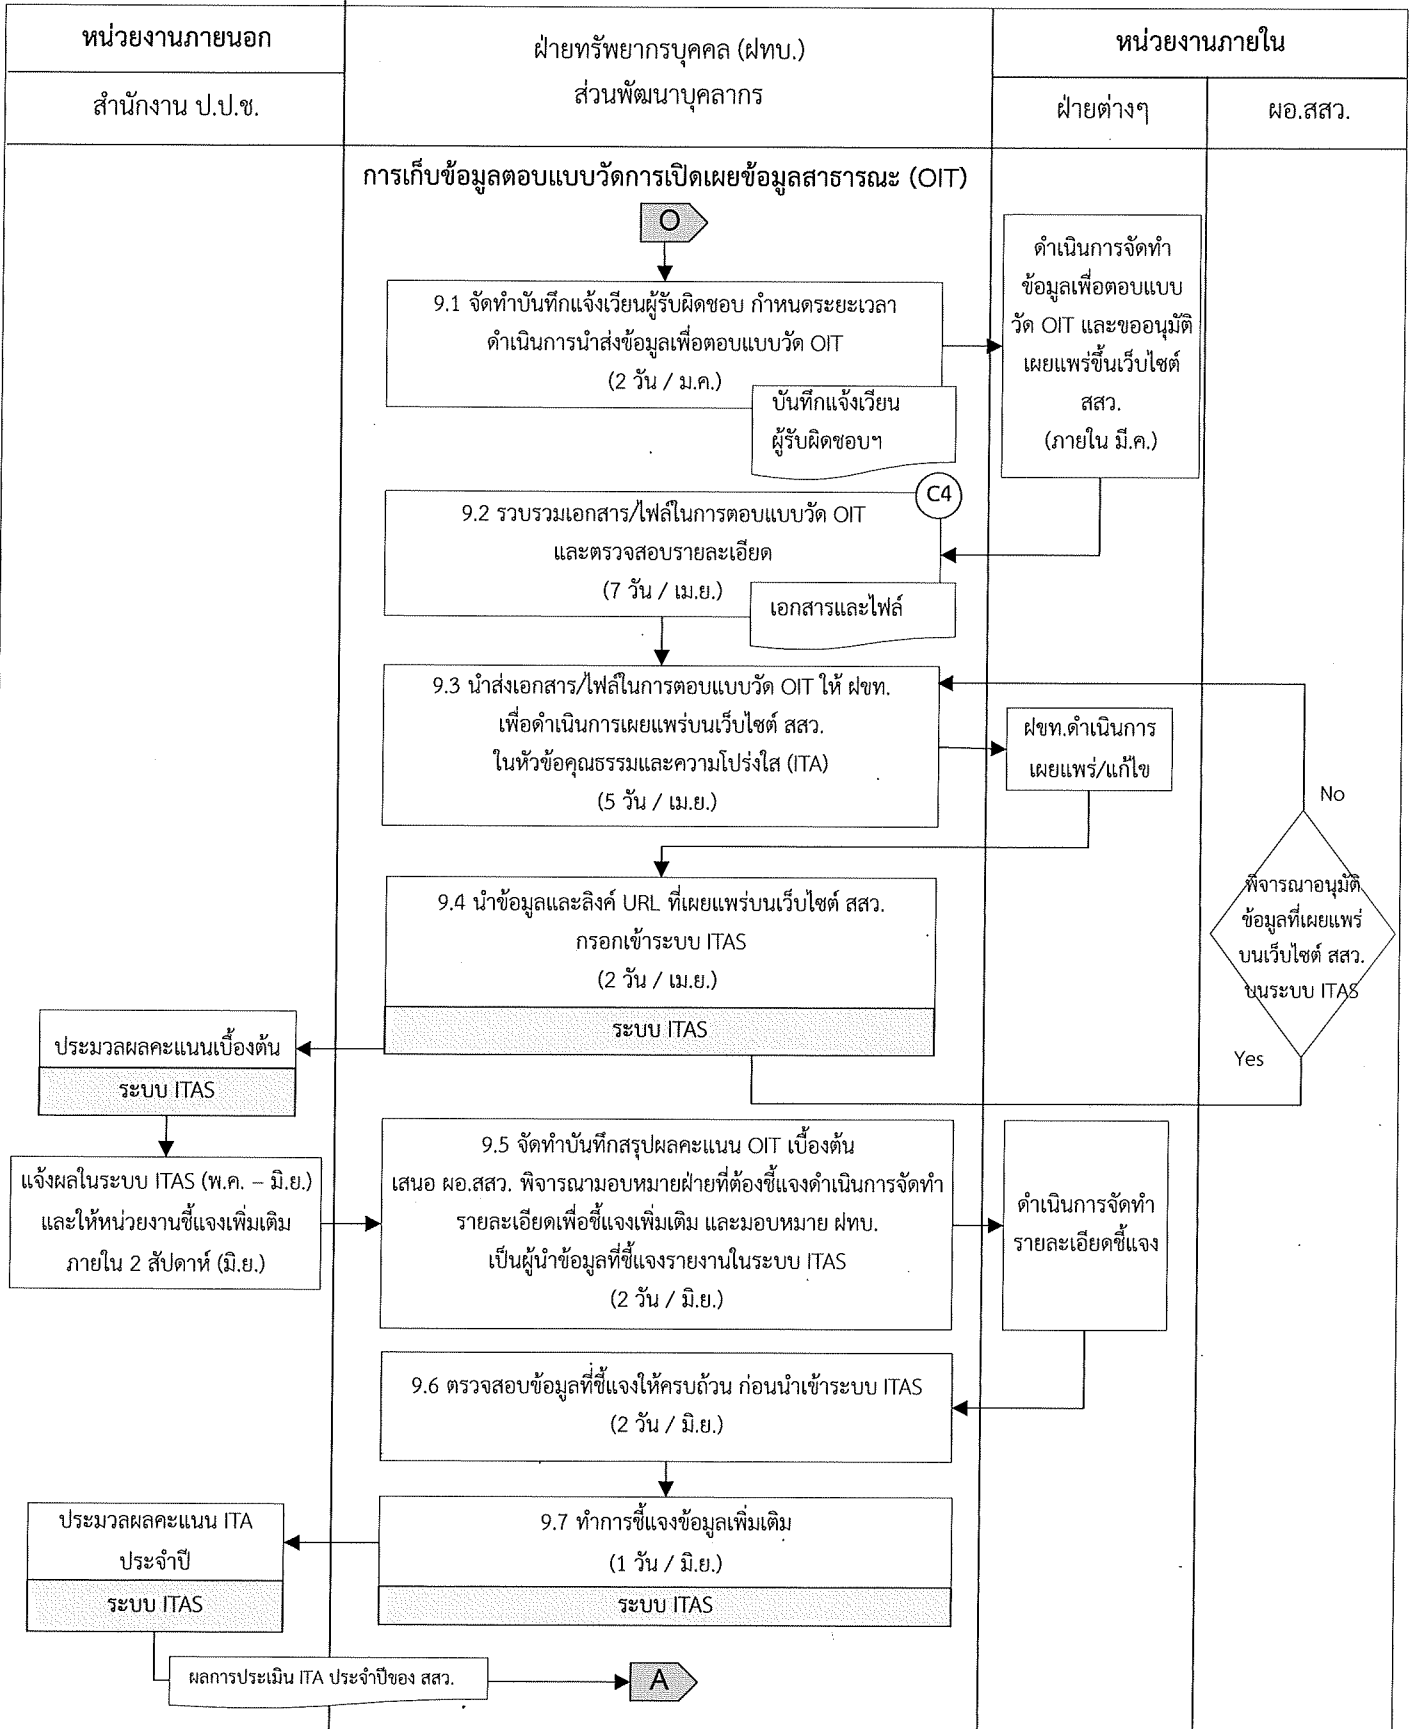 หน่วยงานภายนอก
ฝ่ายทรัพยากรบุคคล (ฝทบ.)
ส่วนพัฒนาบุคลากร
หน่วยงานภายใน
สำนักงาน ป.ป.ช.
ฝ่ายต่างๆ
ผอ.สสว.
การเก็บข้อมูลตอบแบบวัดการเปิดเผยข้อมูลสาธารณะ (OIT)
O
9.1 จัดทำบันทึกแจ้งเวียนผู้รับผิดชอบ กำหนดระยะเวลา
ดำเนินการนำส่งข้อมูลเพื่อตอบแบบวัด OIT
(2 วัน / ม.ค.)
บันทึกแจ้งเวียน
ผู้รับผิดชอบฯ
ดำเนินการจัดทำ
ข้อมูลเพื่อตอบแบบ
วัด OIT และขออนุมัติ
เผยแพร่ขึ้นเว็บไซต์
สสว.
(ภายใน มี.ค.)
C4
9.2 รวบรวมเอกสาร/ไฟล์ในการตอบแบบวัด OIT
และตรวจสอบรายละเอียด
(7 วัน / เม.ย.)
เอกสารและไฟล์
9.3 นำส่งเอกสาร/ไฟล์ในการตอบแบบวัด OIT ให้ ฝขท.
เพื่อดำเนินการเผยแพร่บนเว็บไซต์ สสว.
ในหัวข้อคุณธรรมและความโปร่งใส (ITA)
(5 วัน / เม.ย.)
ฝขท.ดำเนินการ
เผยแพร่/แก้ไข
No
พิจารณาอนุมัติ
ข้อมูลที่เผยแพร่
บนเว็บไซต์ สสว.
บนระบบ ITAS
Yes
9.4 นำข้อมูลและลิงค์ URL ที่เผยแพร่บนเว็บไซต์ สสว.
กรอกเข้าระบบ ITAS
(2 วัน / เม.ย.)
ระบบ ITAS
ประมวลผลคะแนนเบื้องต้น
ระบบ ITAS
แจ้งผลในระบบ ITAS (พ.ค. – มิ.ย.)
และให้หน่วยงานชี้แจงเพิ่มเติม
ภายใน 2 สัปดาห์ (มิ.ย.)
9.5 จัดทำบันทึกสรุปผลคะแนน OIT เบื้องต้น
เสนอ ผอ.สสว. พิจารณามอบหมายฝ่ายที่ต้องชี้แจงดำเนินการจัดทำ
รายละเอียดเพื่อชี้แจงเพิ่มเติม และมอบหมาย ฝทบ.
เป็นผู้นำข้อมูลที่ชี้แจงรายงานในระบบ ITAS
(2 วัน / มิ.ย.)
ดำเนินการจัดทำ
รายละเอียดชี้แจง
9.6 ตรวจสอบข้อมูลที่ชี้แจงให้ครบถ้วน ก่อนนำเข้าระบบ ITAS
(2 วัน / มิ.ย.)
9.7 ทำการชี้แจงข้อมูลเพิ่มเติม
(1 วัน / มิ.ย.)
ระบบ ITAS
ประมวลผลคะแนน ITA
ประจำปี
ระบบ ITAS
ผลการประเมิน ITA ประจำปีของ สสว.
A